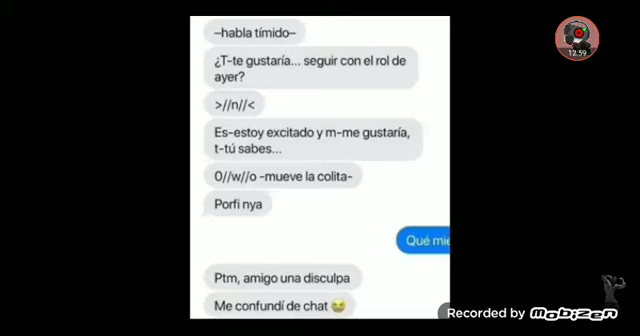 –habla tímido–
¿T-te gustaría... seguir con el rol de
ayer?
>//n//<
Es-estoy excitado y m-me gustaría,
t-tú sabes...
0//w//o -mueve la colita-
Porfi nya
Qué mie
Ptm, amigo una disculpa
Me confundí de chat 😹
12:59
Recorded by Mobizen